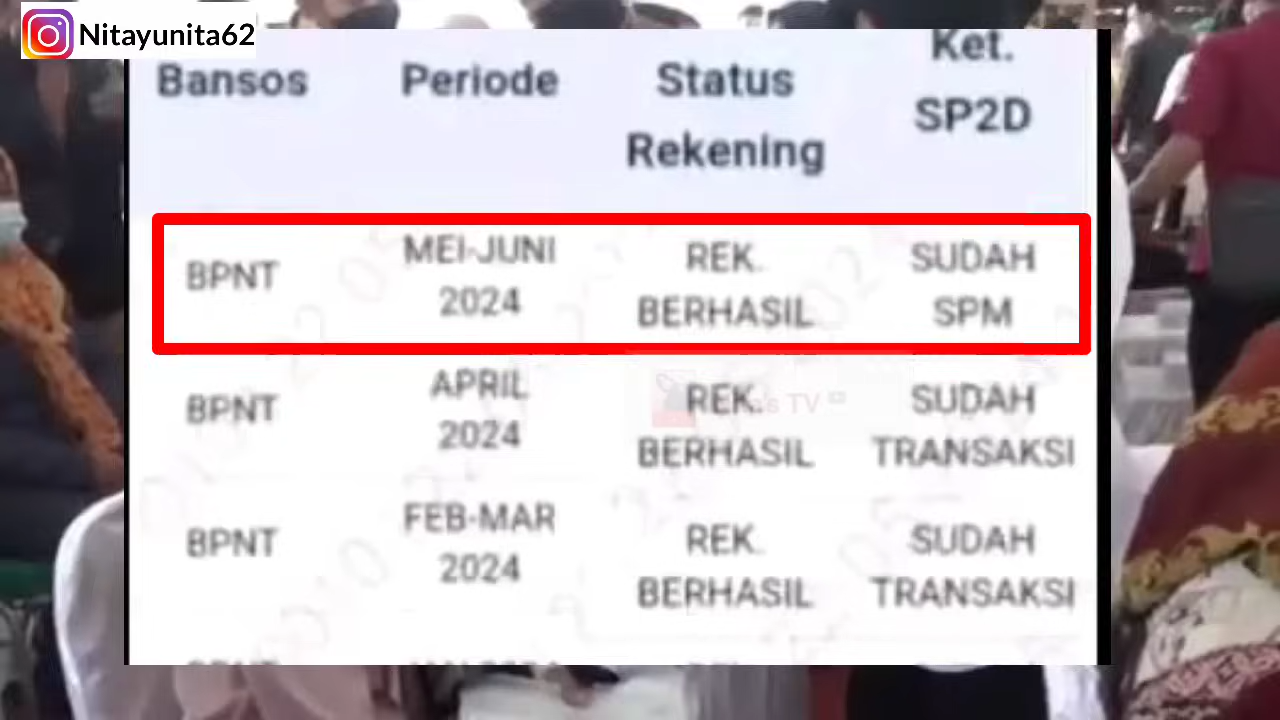 Nitayunita62
Bansos Periode Status Rekening Ket. SP2D
BPNT MEI-JUNI 2024 REK. BERHASIL SUDAH SPM
BPNT APRIL 2024 REK. BERHASIL SUDAH TRANSAKSI
TV
BPNT FEB-MAR 2024 REK. BERHASIL SUDAH TRANSAKSI